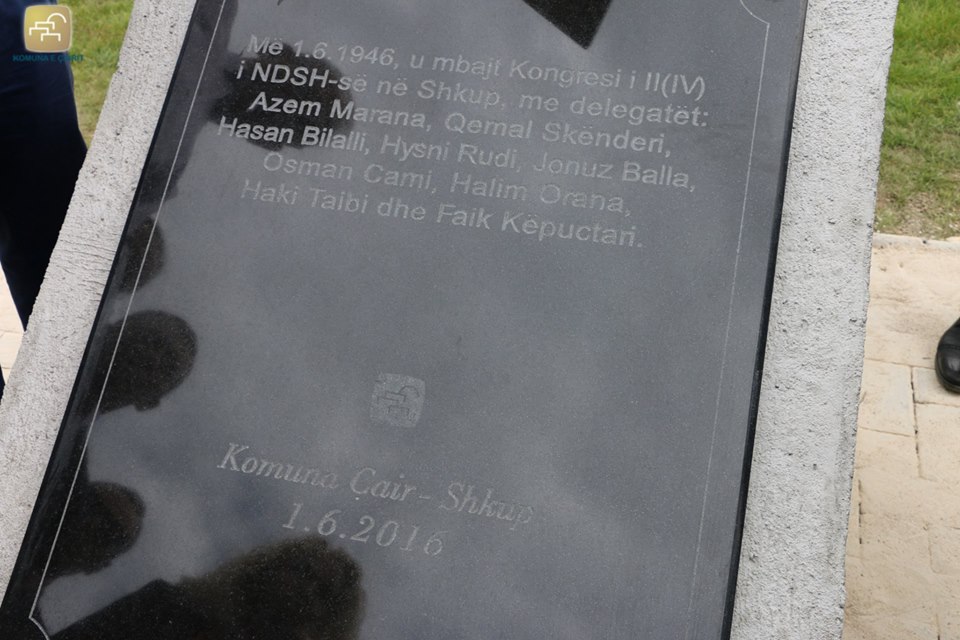 KOMUNA E ÇAIRIT
Më 1.6.1946, u mbajt Kongresi i II(IV)
i NDSH-së në Shkup, me delegatët:
Azem Marana, Qemal Skënderi,
Hasan Bilalli, Hysni Rudi, Jonuz Balla,
Osman Cami, Halim Orana,
Haki Taibi dhe Faik Këpuctari.
Komuna Çair - Shkup
1.6.2016